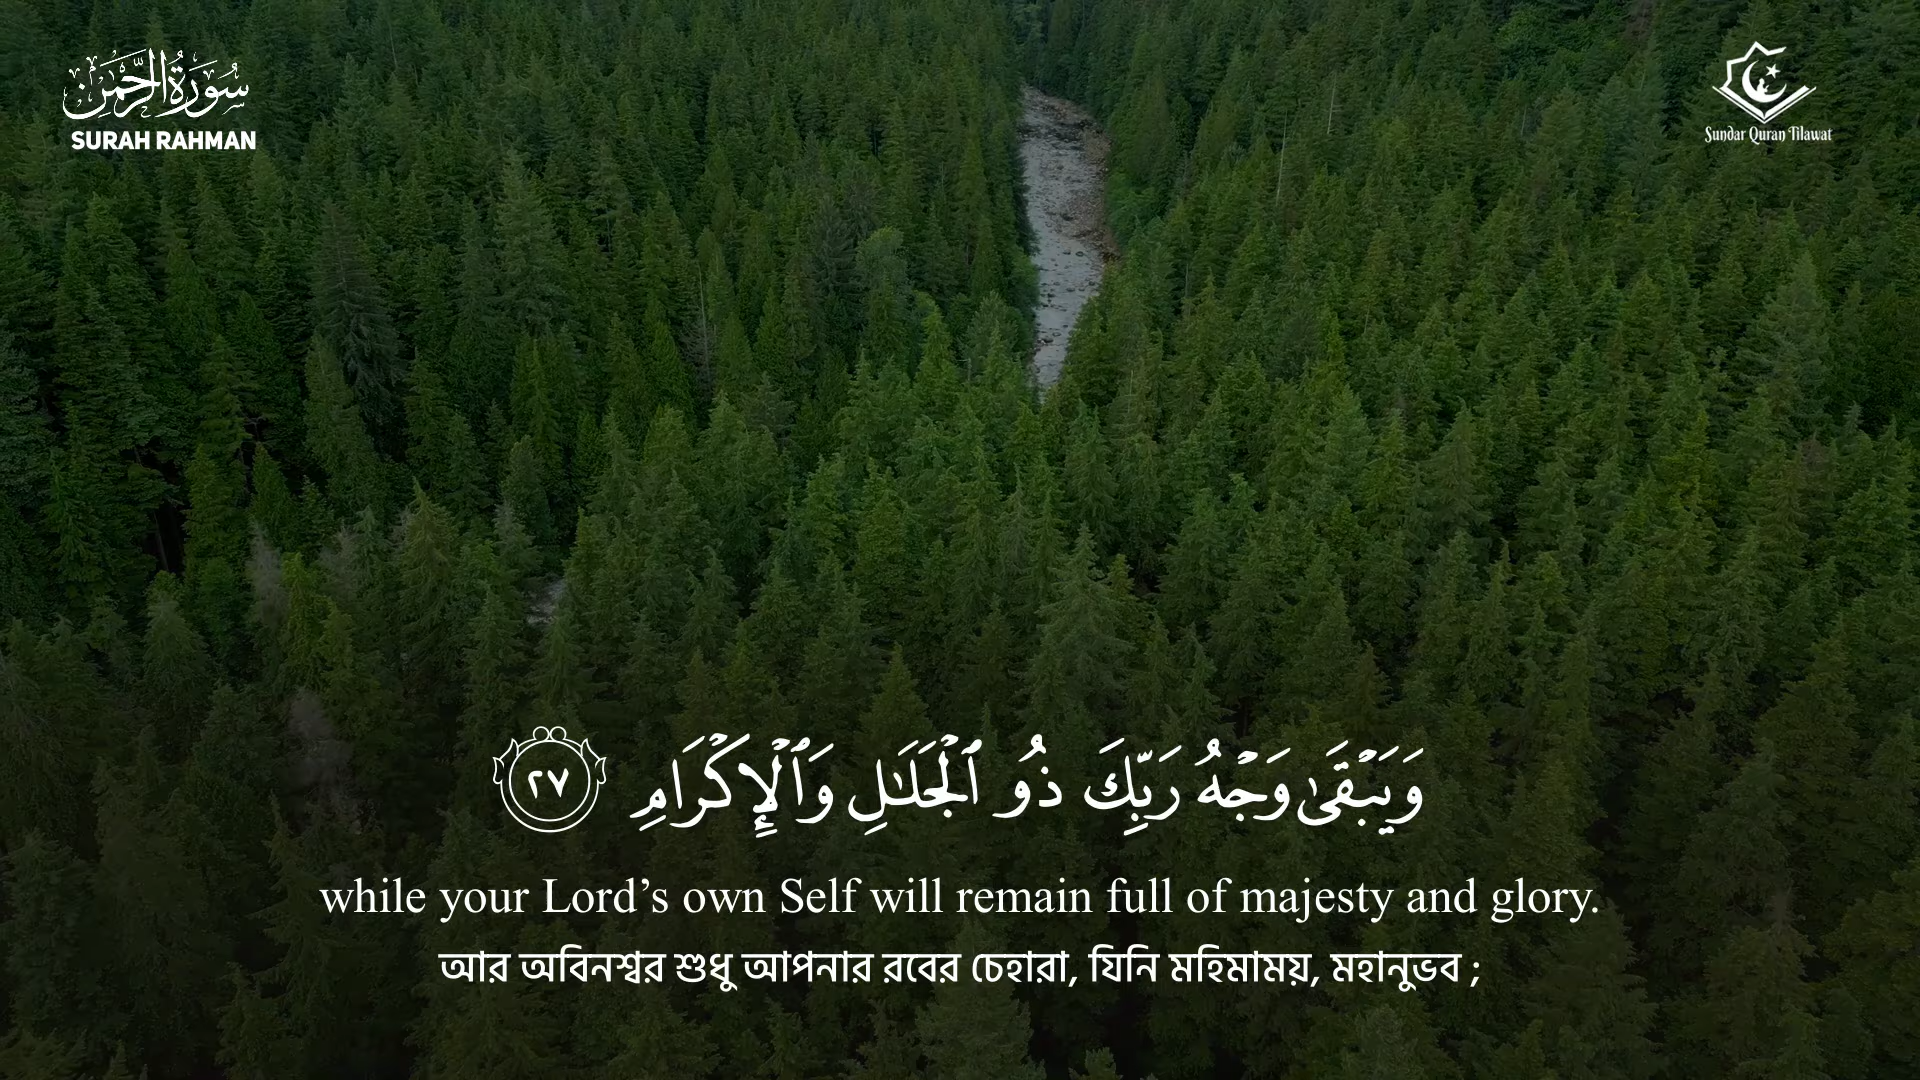 سُورَةُ الرَّحْمٰن
SURAH RAHMAN
Sundar Quran Tilawat
وَيَبْقَىٰ وَجْهُ رَبِّكَ ذُو ٱلْجَلَـٰلِ وَٱلْإِكْرَامِ ٢٧
while your Lord’s own Self will remain full of majesty and glory.
আর অবিনশ্বর শুধু আপনার রবের চেহারা, যিনি মহিমাময়, মহানুভব ;